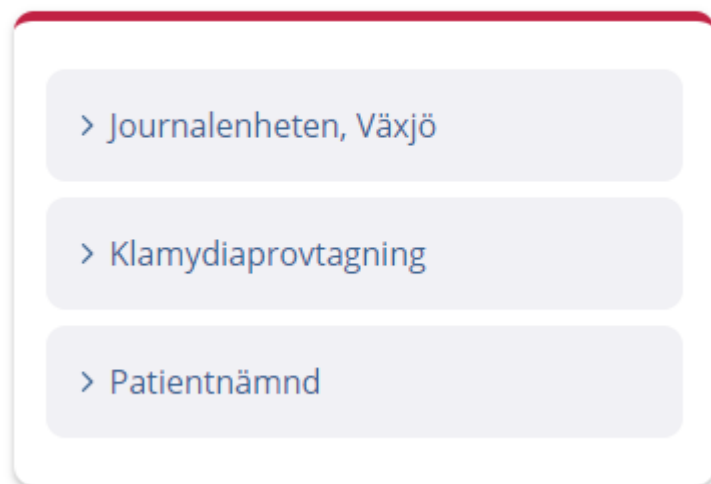 Journalenheten, Växjö
Klamydiaprovtagning
Patientnämnd